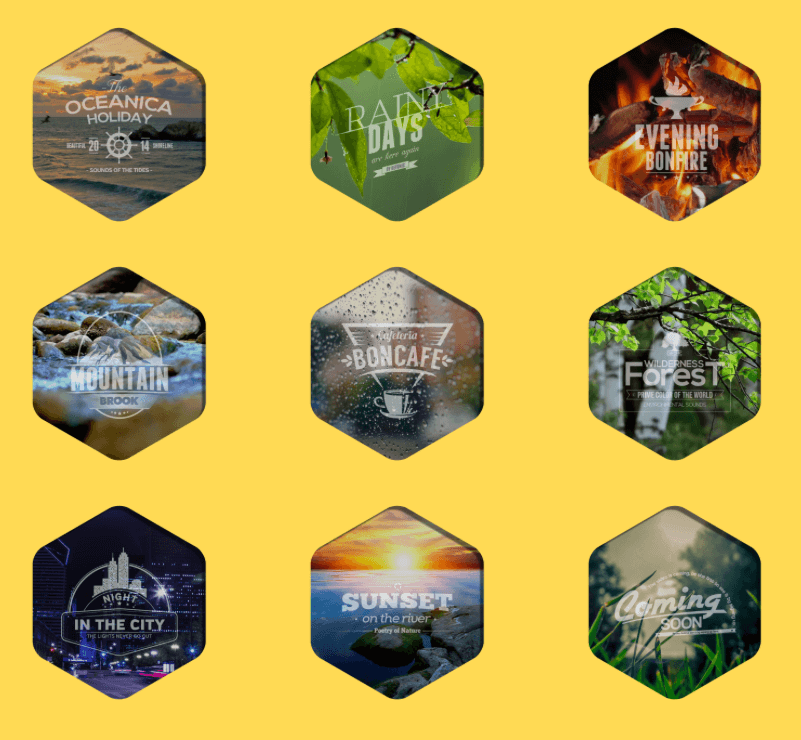 The
OCEANICA
HOLIDAY
BEAUTIFUL 20 14 SHORELINE
SOUNDS OF THE TIDES
RAINY
DAYS
are here again
EVENING
BONFIRE
MOUNTAIN
BROOK
Cafeteria
BONCAFE
WILDERNESS
ForesT
PRIME COLOR OF THE WORLD
ENVIRONMENTAL SOUNDS
NIGHT
IN THE CITY
THE LIGHTS NEVER GO OUT
SUNSET
on the river
Poetry of Nature
Coming
SOON